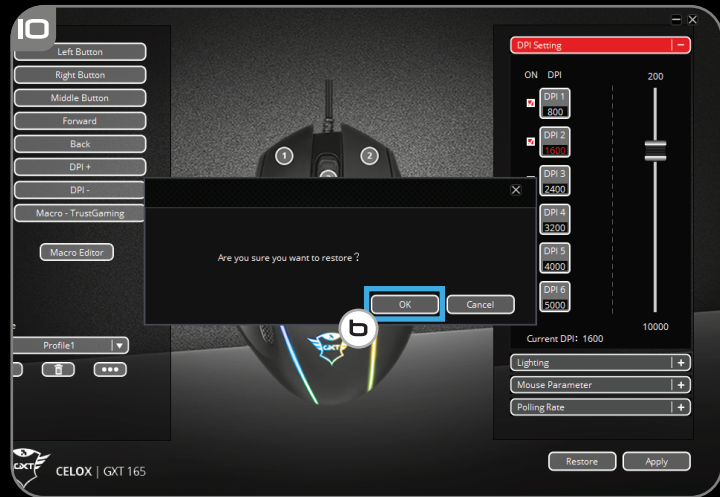 10
Left Button
Right Button
Middle Button
Forward
Back
DPI +
DPI -
Macro - TrustGaming
Macro Editor
Profile1
GXT
CELOX | GXT 165
1
2
Are you sure you want to restore ?
OK
Cancel
b
GXT
DPI Setting
ON DPI
200
DPI 1
800
DPI 2
1600
DPI 3
2400
DPI 4
3200
DPI 5
4000
DPI 6
5000
10000
Current DPI: 1600
Lighting
Mouse Parameter
Polling Rate
Restore
Apply